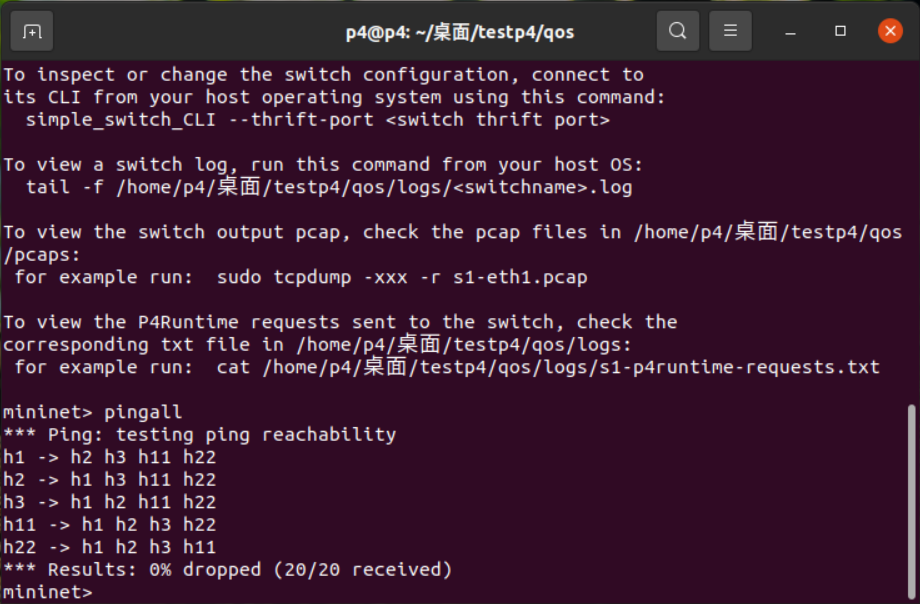 p4@p4: ~/桌面/testp4/qos
To inspect or change the switch configuration, connect to
its CLI from your host operating system using this command:
  simple_switch_CLI --thrift-port <switch thrift port>
To view a switch log, run this command from your host OS:
  tail -f /home/p4/桌面/testp4/qos/logs/<switchname>.log
To view the switch output pcap, check the pcap files in /home/p4/桌面/testp4/qos
/pcaps:
 for example run:  sudo tcpdump -xxx -r s1-eth1.pcap
To view the P4Runtime requests sent to the switch, check the
corresponding txt file in /home/p4/桌面/testp4/qos/logs:
 for example run:  cat /home/p4/桌面/testp4/qos/logs/s1-p4runtime-requests.txt
mininet> pingall
*** Ping: testing ping reachability
h1 -> h2 h3 h11 h22
h2 -> h1 h3 h11 h22
h3 -> h1 h2 h11 h22
h11 -> h1 h2 h3 h22
h22 -> h1 h2 h3 h11
*** Results: 0% dropped (20/20 received)
mininet>